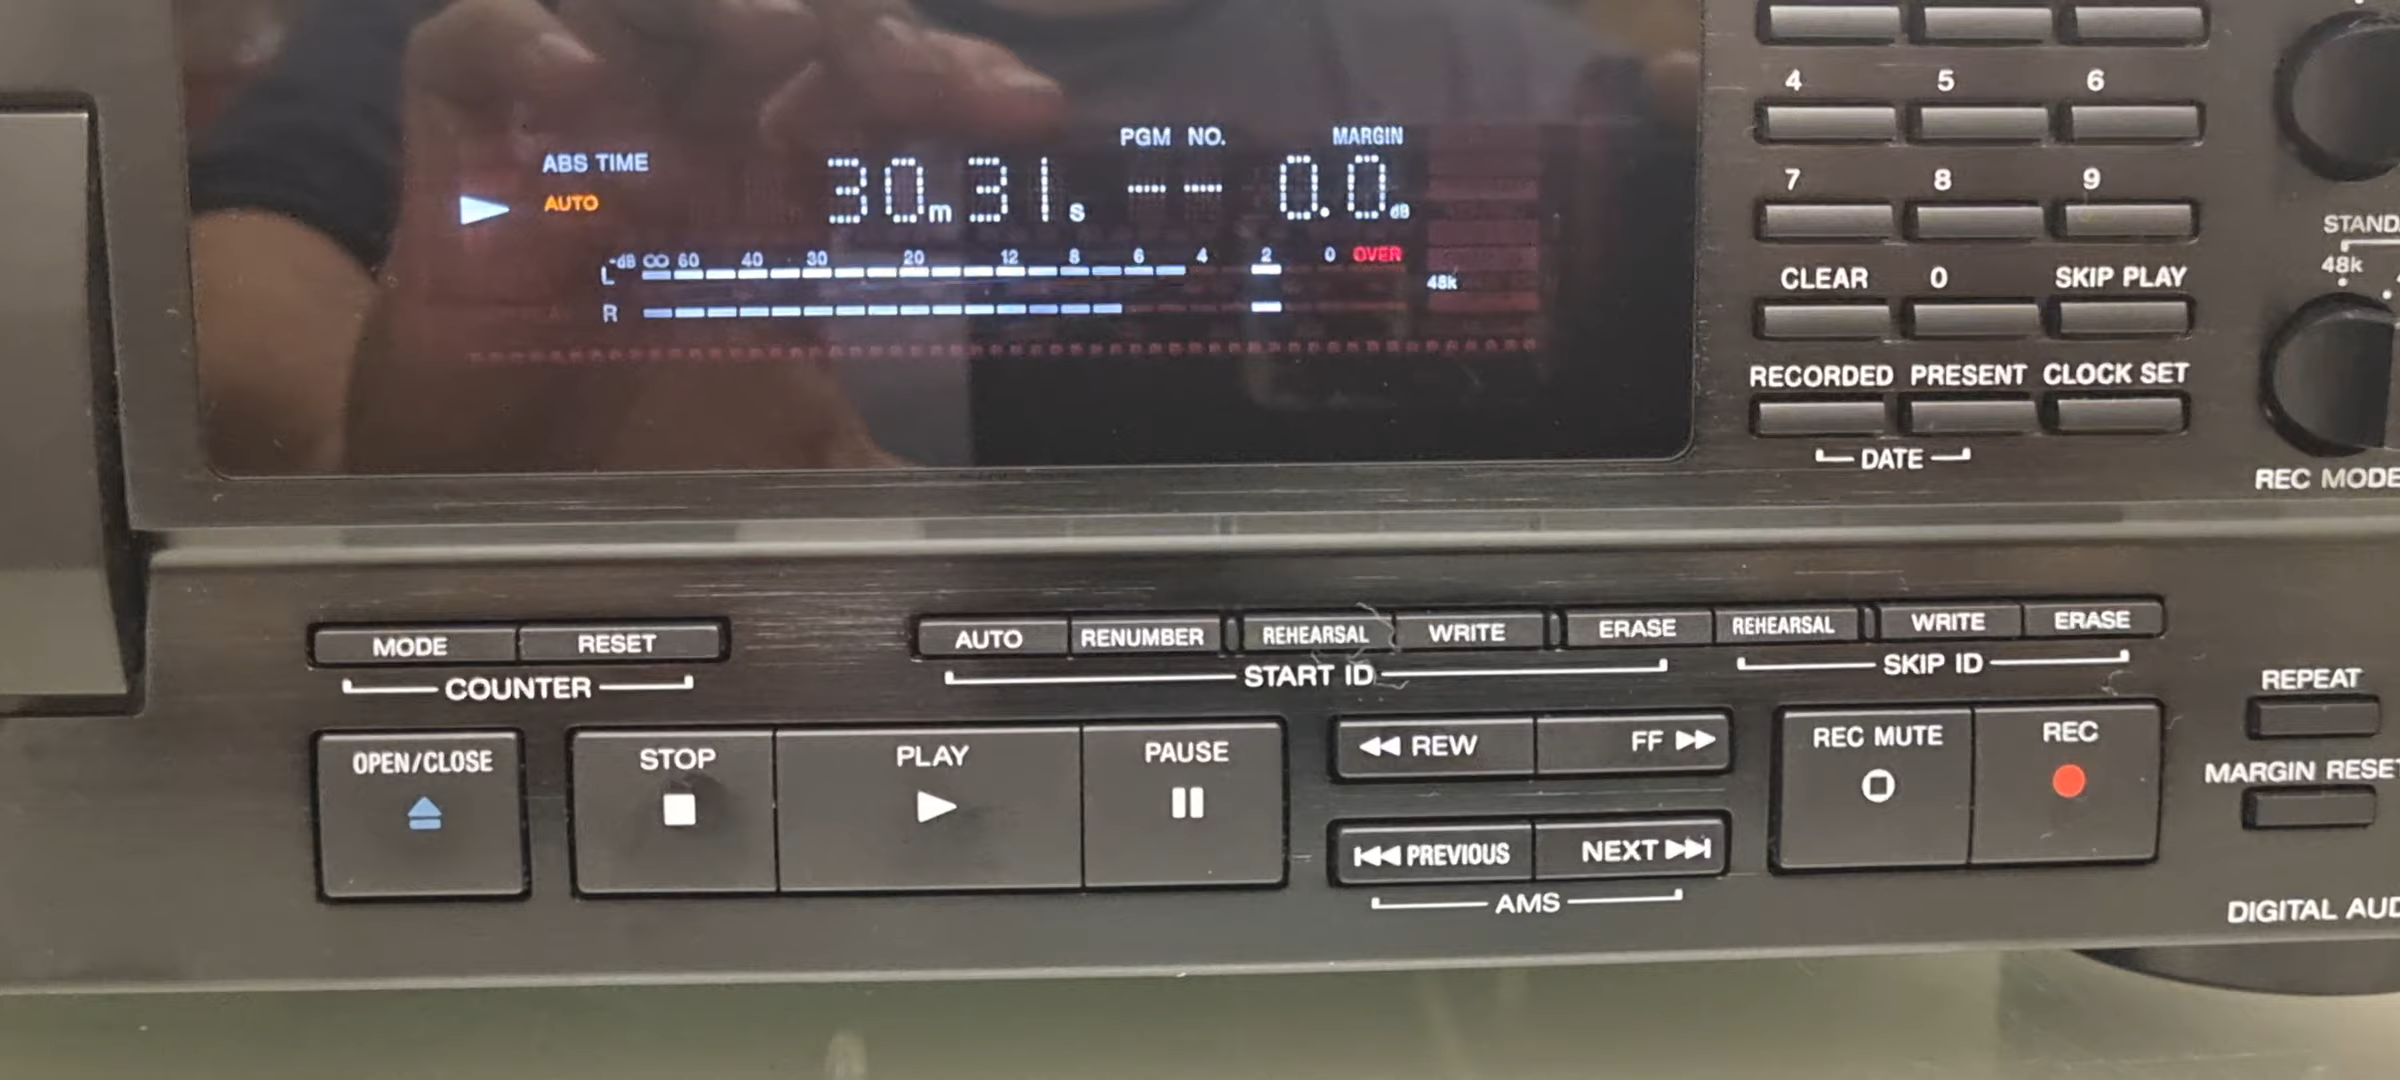 PGM NO. MARGIN
ABS TIME
AUTO 30m 31s -- -- 0.0dB
-dB ∞ 60 40 30 20 12 8 6 4 2 0 OVER
L
48k
R
4 5 6
7 8 9
CLEAR 0 SKIP PLAY
RECORDED PRESENT CLOCK SET
DATE
STAND
48k
REC MODE
MODE RESET
COUNTER
AUTO RENUMBER REHEARSAL WRITE ERASE REHEARSAL WRITE ERASE
START ID SKIP ID
OPEN/CLOSE STOP PLAY PAUSE
◀◀ REW FF ▶▶
REC MUTE REC
REPEAT
MARGIN RESET
PREVIOUS NEXT
AMS
DIGITAL AUD